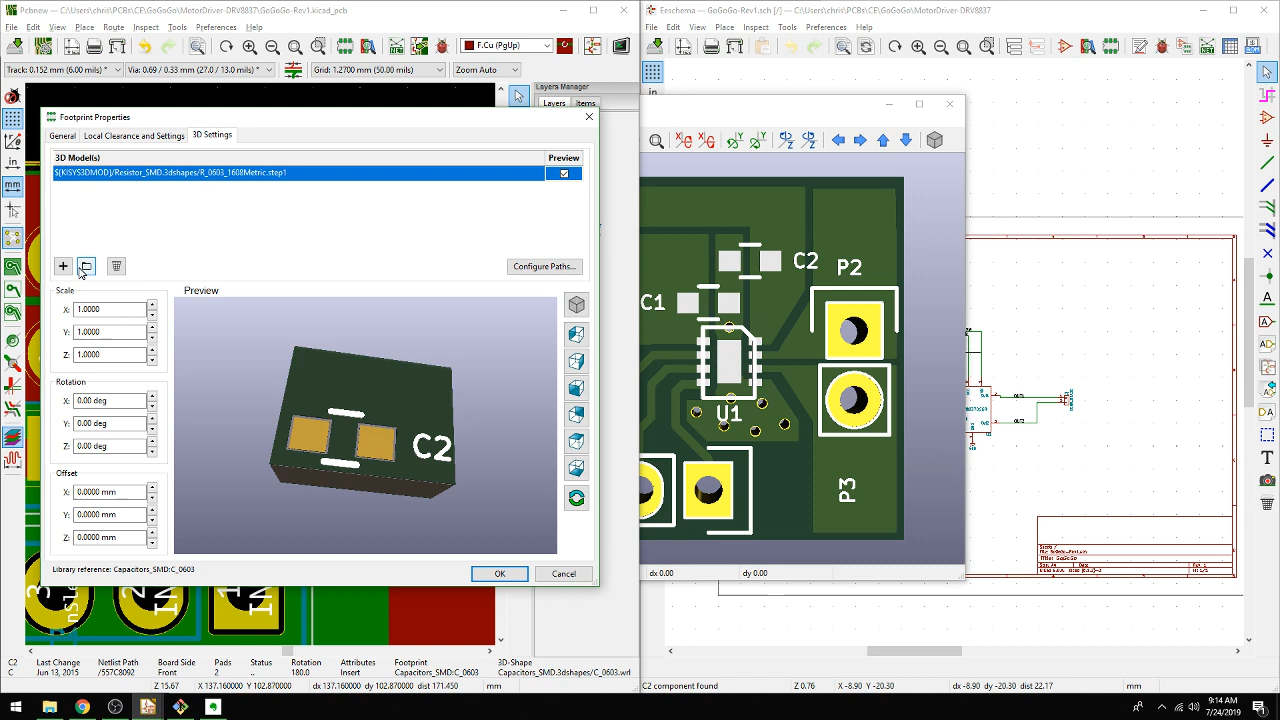 Pcbnew — C:\Users\chris\PCBs\CE\GoGoGo\MotorDriver-DRV8837\GoGoGo-Rev1.kicad_pcb
File Edit View Place Route Inspect Tools Preferences Help
F.Cu (PgUp)
Track: 0.152 mm (6.00 mils) * Via: 0.69 / 0.33 mm (27.0 / 13.0 mils) * Grid: 1.2700 mm (50.00 mils) Zoom Auto
Layers Manager
Layers Items
Footprint Properties
General Local Clearance and Settings 3D Settings
3D Model(s) Preview
${KISYS3DMOD}/Resistor_SMD.3dshapes/R_0603_1608Metric.step1
Configure Paths...
Scale
X: 1.0000
Y: 1.0000
Z: 1.0000
Rotation
X: 0.00 deg
Y: 0.00 deg
Z: 0.00 deg
Offset
X: 0.0000 mm
Y: 0.0000 mm
Z: 0.0000 mm
Preview
C2
Library reference: Capacitors_SMD:C_0603
OK Cancel
in
mm
3
2
1
IN
IN
C2 Last Change Netlist Path Board Side Pads Status Rotation Attributes Footprint 3D-Shape
C Jun 13, 2015 /557C8092 Front 2 180.0 Insert Capacitors_SMD:C_0603 Capacitors_SMD.3dshapes/C_0603.wrl
Z 15.67 X 137.160000 Y 102.870000 dx 137.160000 dy 102.870000 dist 171.450 mm
Eeschema — GoGoGo-Rev1.sch [/] — C:\Users\chris\PCBs\CE\GoGoGo\MotorDriver-DRV8837
File Edit View Place Inspect Tools Preferences Help
in
C2
P2
C1
U1
P3
dx 0.00 dy 0.00
C2 component found Z 0.76 X -8.90 Y -20.30 dx -8.90 dy -20.30 dist 22.17 mm
9:14 AM
7/24/2019